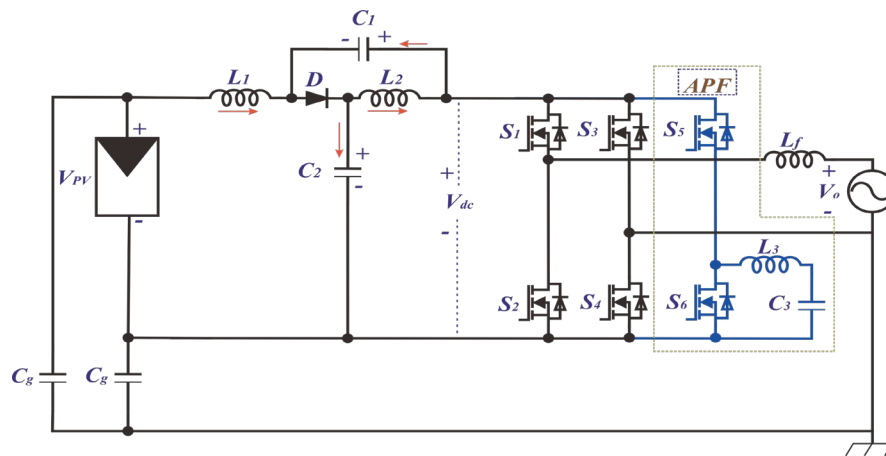 C1
- +
L1
D
L2
APF
+
VPV
-
C2
+
-
+
Vdc
-
S1
S3
S5
Lf
+
Vo
-
L3
S2
S4
S6
C3
Cg
Cg